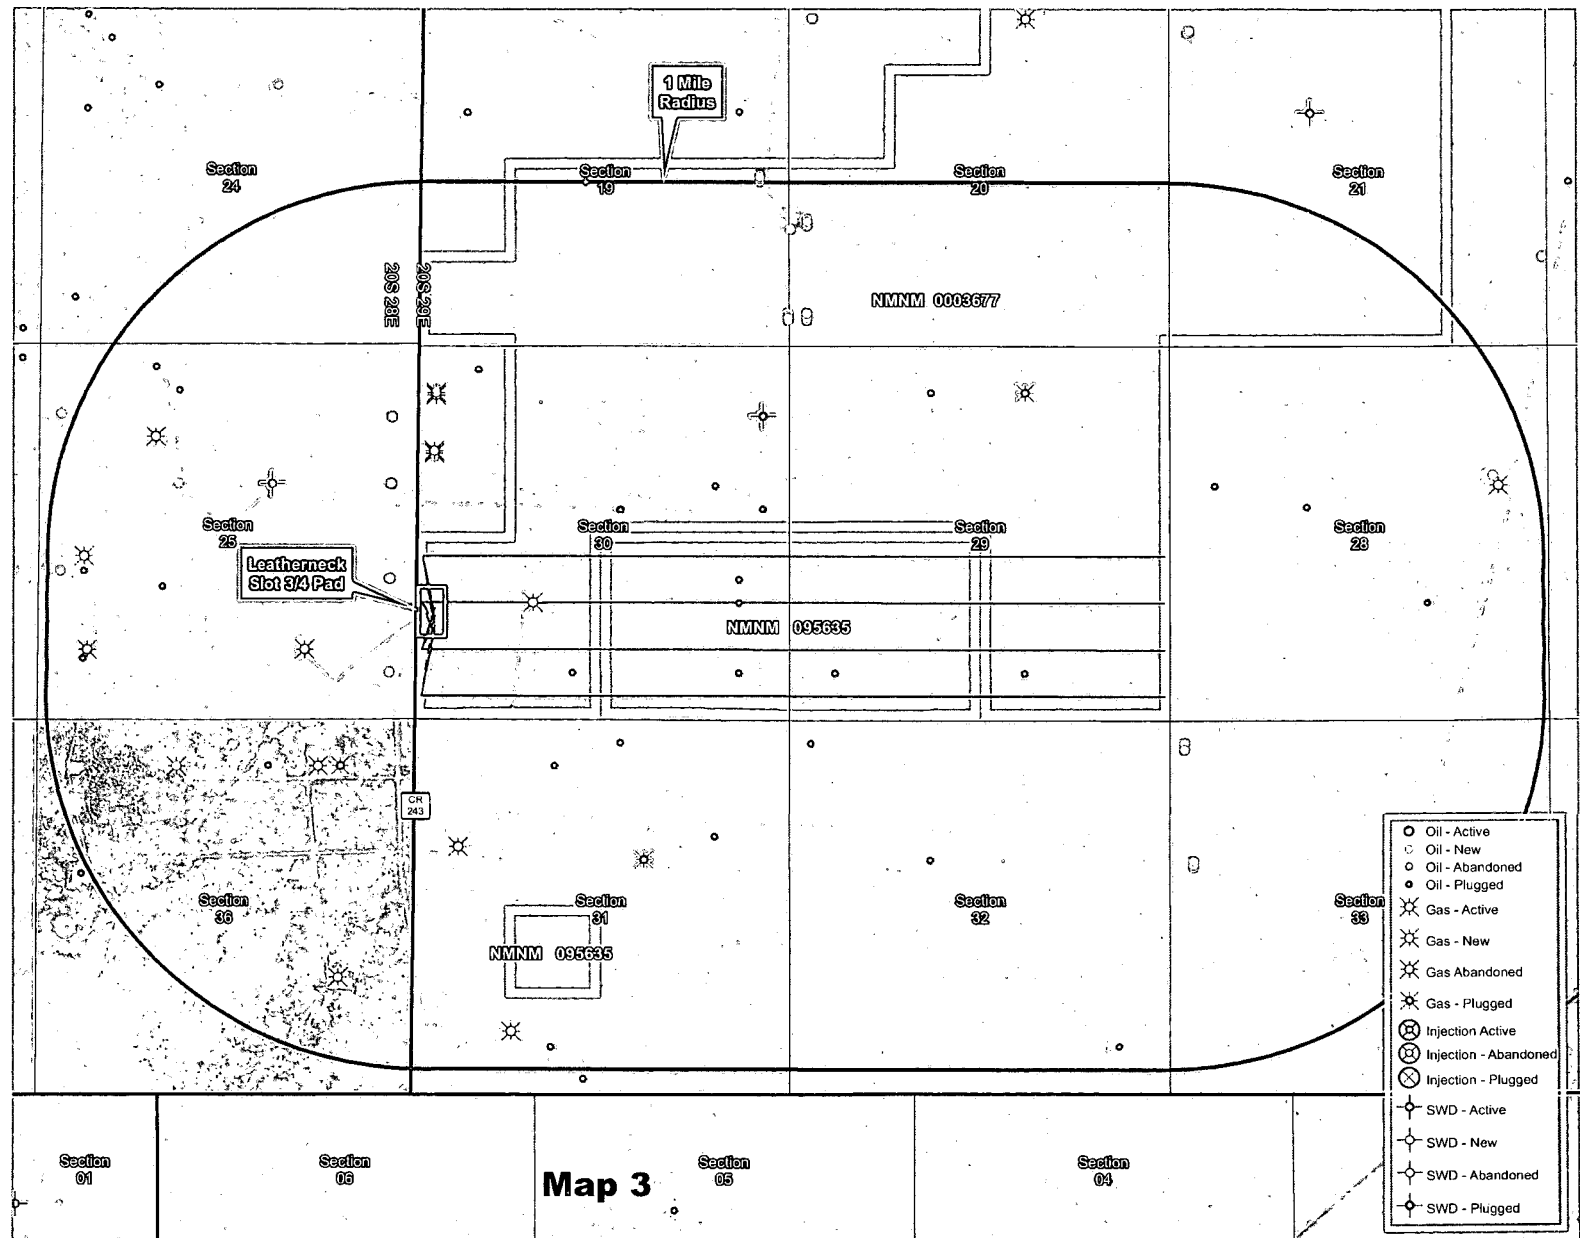 1 Mile
Radius
Section
24
Section
19
Section
20
Section
21
20S 28E
20S 29E
NMNM 0003677
Section
25
Section
30
Section
29
Section
28
Leatherneck
Slot 3/4 Pad
NMNM 095635
CR
243
Section
36
Section
31
Section
32
Section
33
NMNM 095635
Oil - Active
Oil - New
Oil - Abandoned
Oil - Plugged
Gas - Active
Gas - New
Gas Abandoned
Gas - Plugged
Injection Active
Injection - Abandoned
Injection - Plugged
SWD - Active
SWD - New
SWD - Abandoned
SWD - Plugged
Section
01
Section
06
Map 3
Section
05
Section
04